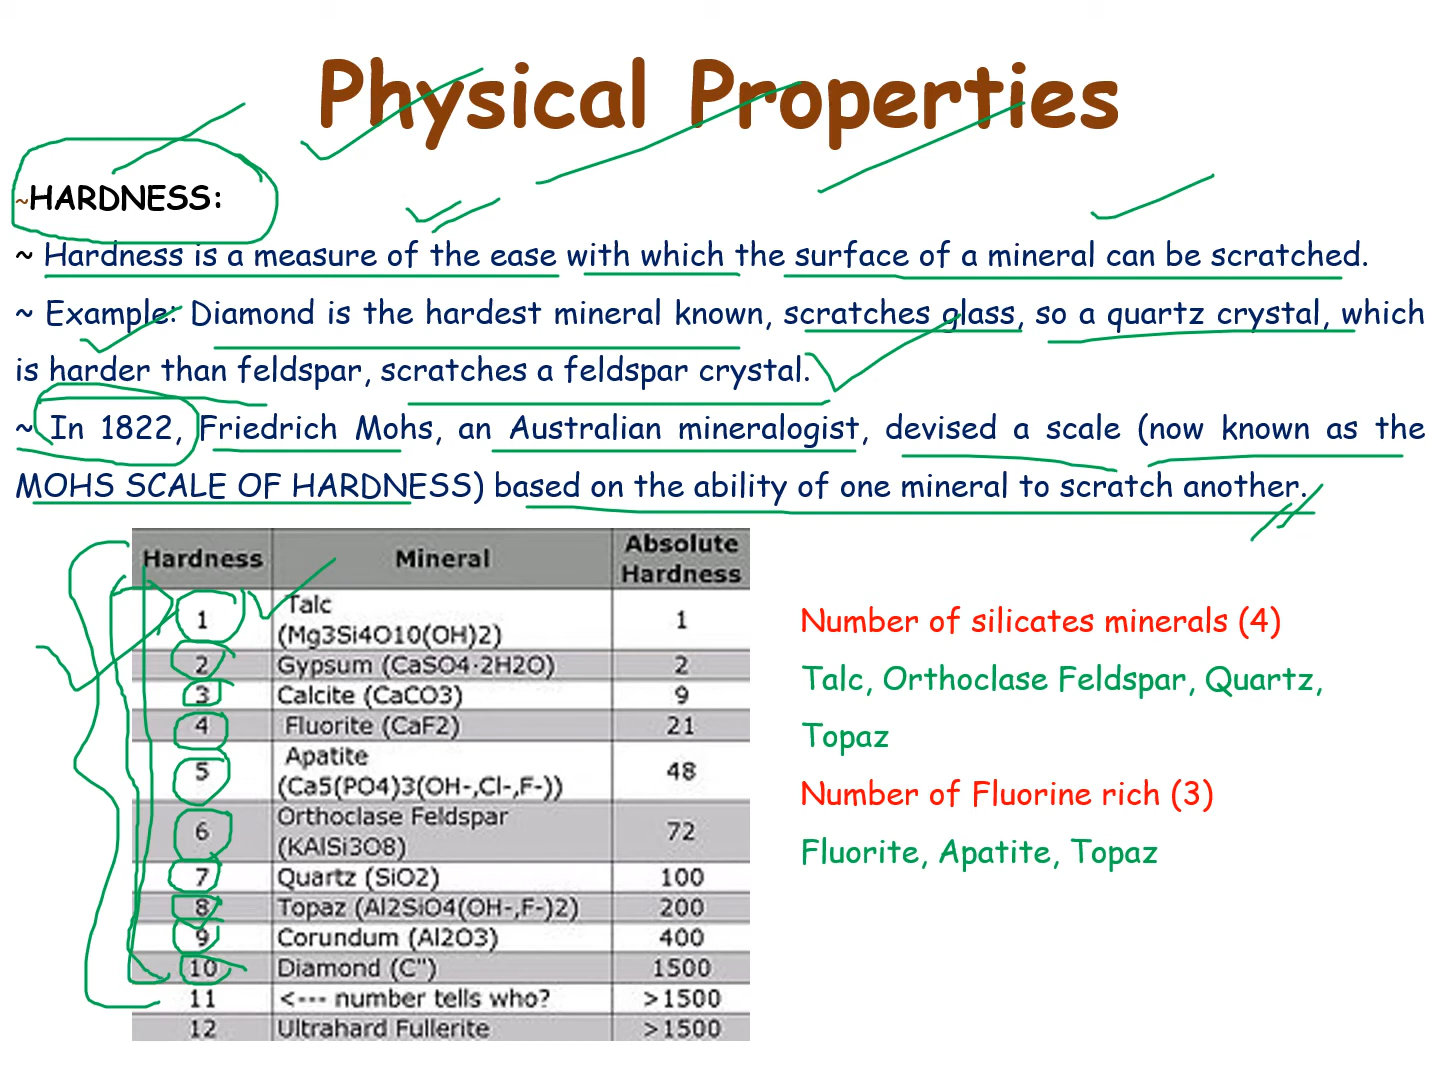 Physical Properties
~HARDNESS:
~ Hardness is a measure of the ease with which the surface of a mineral can be scratched.
~ Example: Diamond is the hardest mineral known, scratches glass, so a quartz crystal, which
is harder than feldspar, scratches a feldspar crystal.
~ In 1822, Friedrich Mohs, an Australian mineralogist, devised a scale (now known as the
MOHS SCALE OF HARDNESS) based on the ability of one mineral to scratch another.
Hardness Mineral Absolute Hardness
1 Talc (Mg3Si4O10(OH)2) 1
2 Gypsum (CaSO4·2H2O) 2
3 Calcite (CaCO3) 9
4 Fluorite (CaF2) 21
5 Apatite (Ca5(PO4)3(OH-,Cl-,F-)) 48
6 Orthoclase Feldspar (KAlSi3O8) 72
7 Quartz (SiO2) 100
8 Topaz (Al2SiO4(OH-,F-)2) 200
9 Corundum (Al2O3) 400
10 Diamond (C") 1500
11 <--- number tells who? >1500
12 Ultrahard Fullerite >1500
Number of silicates minerals (4)
Talc, Orthoclase Feldspar, Quartz,
Topaz
Number of Fluorine rich (3)
Fluorite, Apatite, Topaz